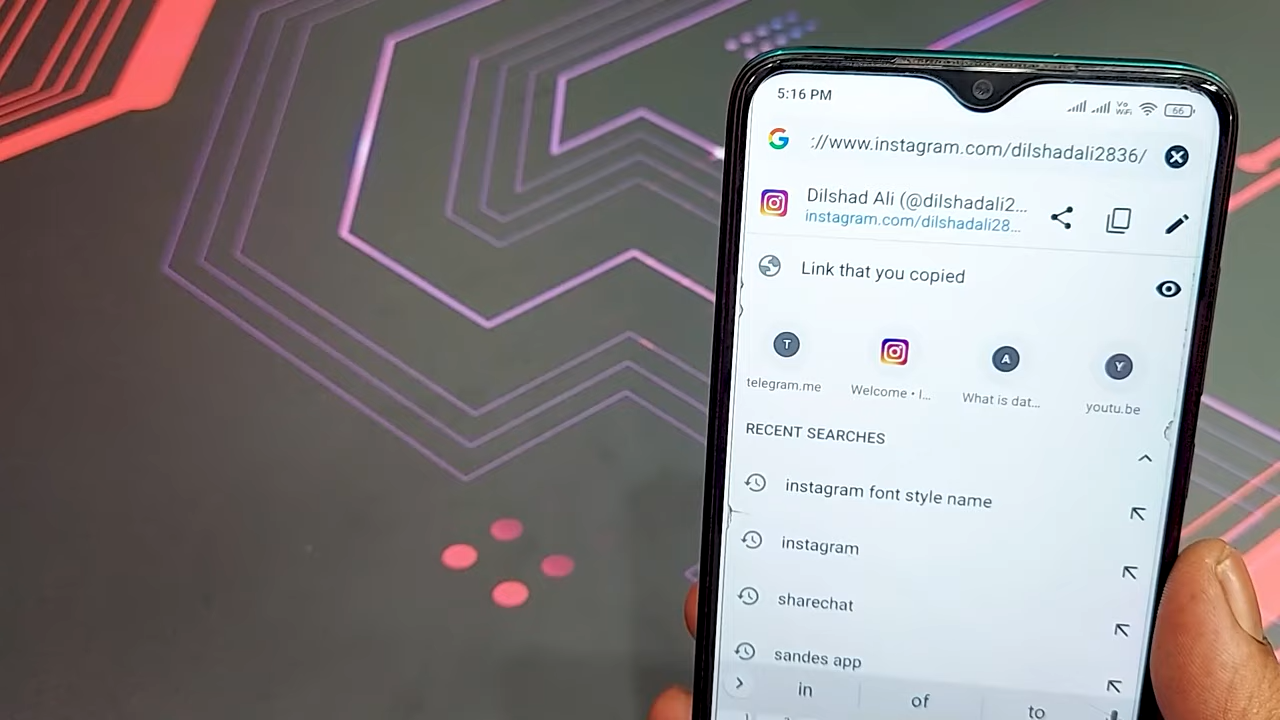 5:16 PM
Vo
WiFi
66
://www.instagram.com/dilshadali2836/
Dilshad Ali (@dilshadali2...
instagram.com/dilshadali28...
Link that you copied
T
A
Y
telegram.me
Welcome • I...
What is dat...
youtu.be
RECENT SEARCHES
instagram font style name
instagram
sharechat
sandes app
in
of
to